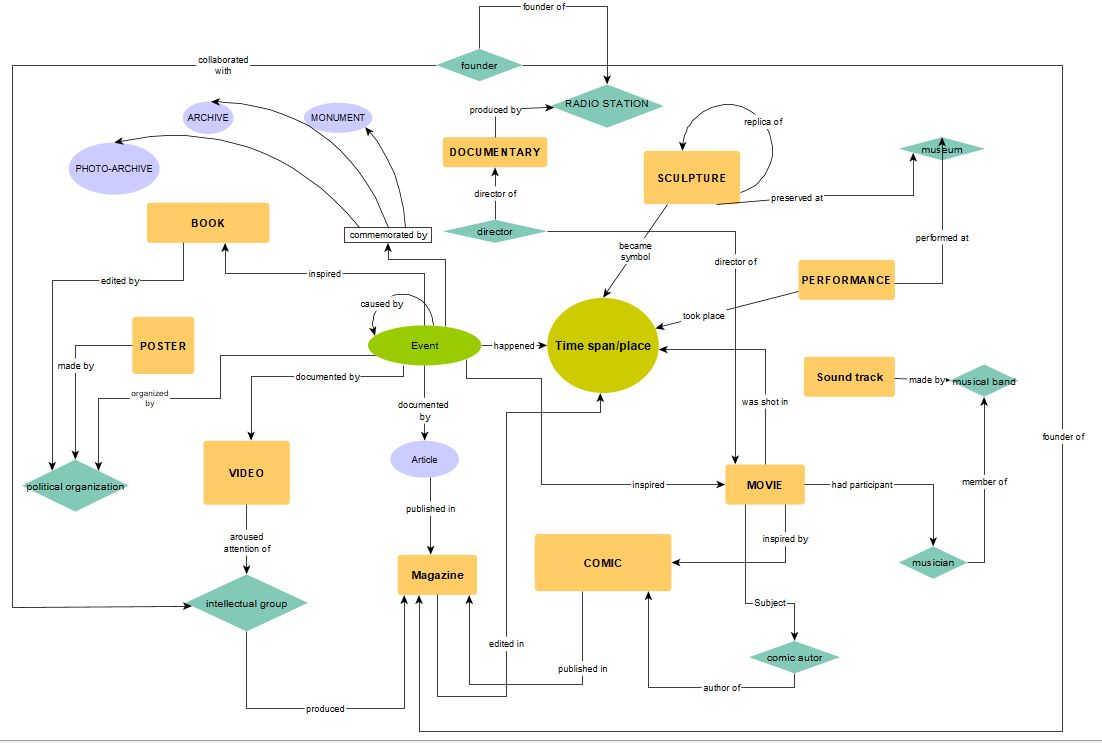 founder of
collaborated
with
founder
RADIO STATION
ARCHIVE
MONUMENT
produced by
replica of
DOCUMENTARY
museum
PHOTO-ARCHIVE
SCULPTURE
director of
preserved at
BOOK
commemorated by
director
became
symbol
performed at
director of
inspired
edited by
PERFORMANCE
caused by
took place
POSTER
Event
happened
Time span/place
made by
documented by
Sound track
made by
musical band
organized
by
was shot in
documented
by
founder of
Article
VIDEO
political organization
inspired
MOVIE
had participant
member of
published in
aroused
attention of
inspired by
COMIC
musician
Magazine
intellectual group
Subject
edited in
comic autor
published in
author of
produced